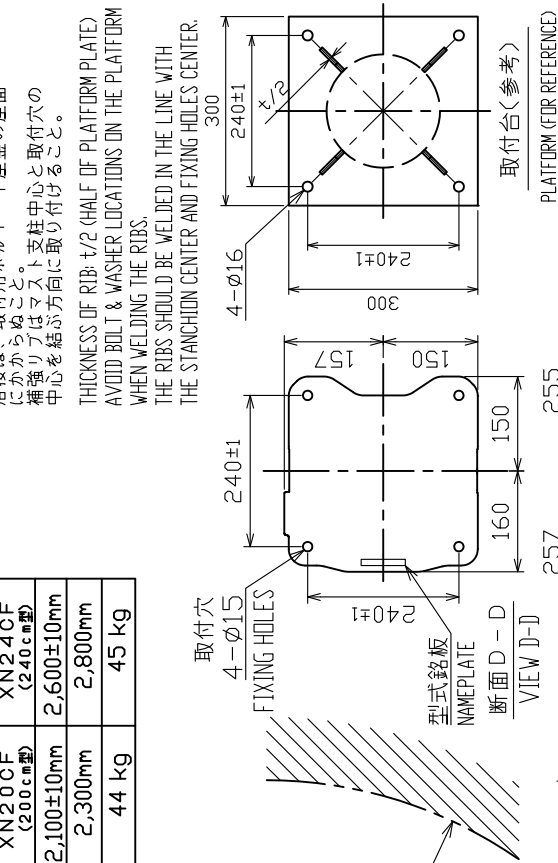 にかからぬこと。
補強リブはマスト支柱中心と取付穴の
中心を結ぶ方向に取り付けること。
THICKNESS OF RIB: t/2 (HALF OF PLATFORM PLATE)
AVOID BOLT & WASHER LOCATIONS ON THE PLATFORM
WHEN WELDING THE RIBS.
THE RIBS SHOULD BE WELDED IN THE LINE WITH
THE STANCHION CENTER AND FIXING HOLES CENTER.
XN20CF XN24CF
(200cm型) (240cm型)
2,100±10mm 2,600±10mm
2,300mm 2,800mm
44 kg 45 kg
300
240±1
t/2
4-Ø16
240±1
300
取付台(参考)
PLATFORM (FOR REFERENCE)
取付穴
4-Ø15
FIXING HOLES
240±1
157
150
240±1
160
150
型式銘板
NAMEPLATE
断面D-D
VIEW D-D
257
255